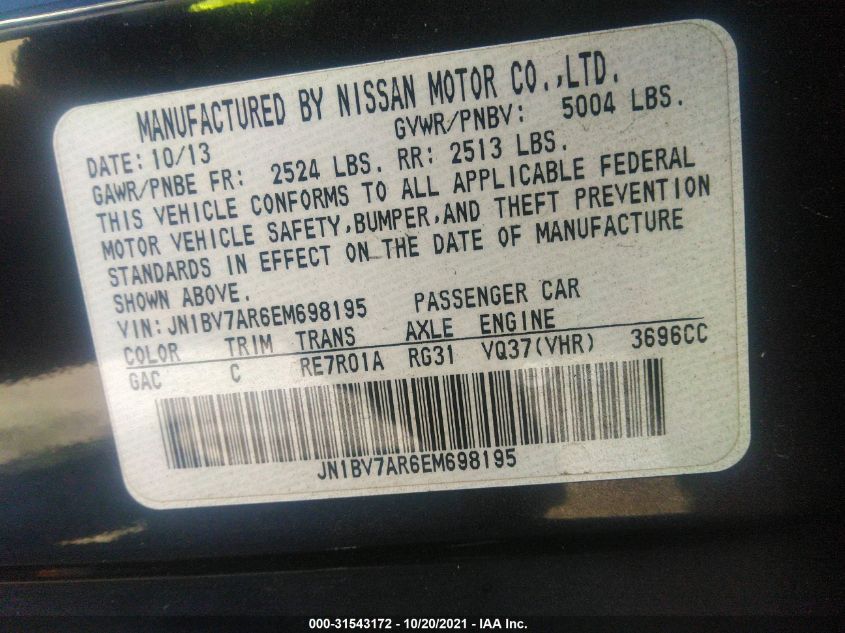 MANUFACTURED BY NISSAN MOTOR CO.,LTD.
DATE: 10/13 GVWR/PNBV: 5004 LBS.
GAWR/PNBE FR: 2524 LBS. RR: 2513 LBS.
THIS VEHICLE CONFORMS TO ALL APPLICABLE FEDERAL
MOTOR VEHICLE SAFETY,BUMPER,AND THEFT PREVENTION
STANDARDS IN EFFECT ON THE DATE OF MANUFACTURE
SHOWN ABOVE.
VIN: JN1BV7AR6EM698195 PASSENGER CAR
COLOR TRIM TRANS AXLE ENGINE
GAC C RE7R01A RG31 VQ37(VHR) 3696CC
JN1BV7AR6EM698195
000-31543172 - 10/20/2021 - IAA Inc.